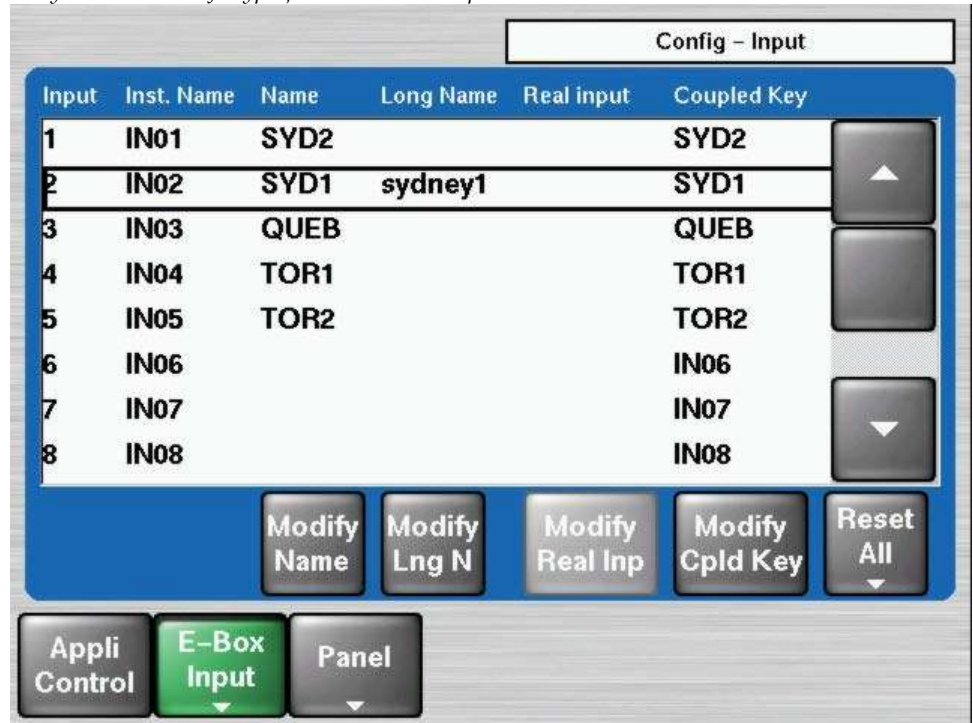 Config – Input
Input Inst. Name Name Long Name Real input Coupled Key
1 IN01 SYD2 SYD2
2 IN02 SYD1 sydney1 SYD1
3 IN03 QUEB QUEB
4 IN04 TOR1 TOR1
5 IN05 TOR2 TOR2
6 IN06 IN06
7 IN07 IN07
8 IN08 IN08
Modify Name
Modify Lng N
Modify Real Inp
Modify Cpld Key
Reset All
Appli Control
E–Box Input
Panel